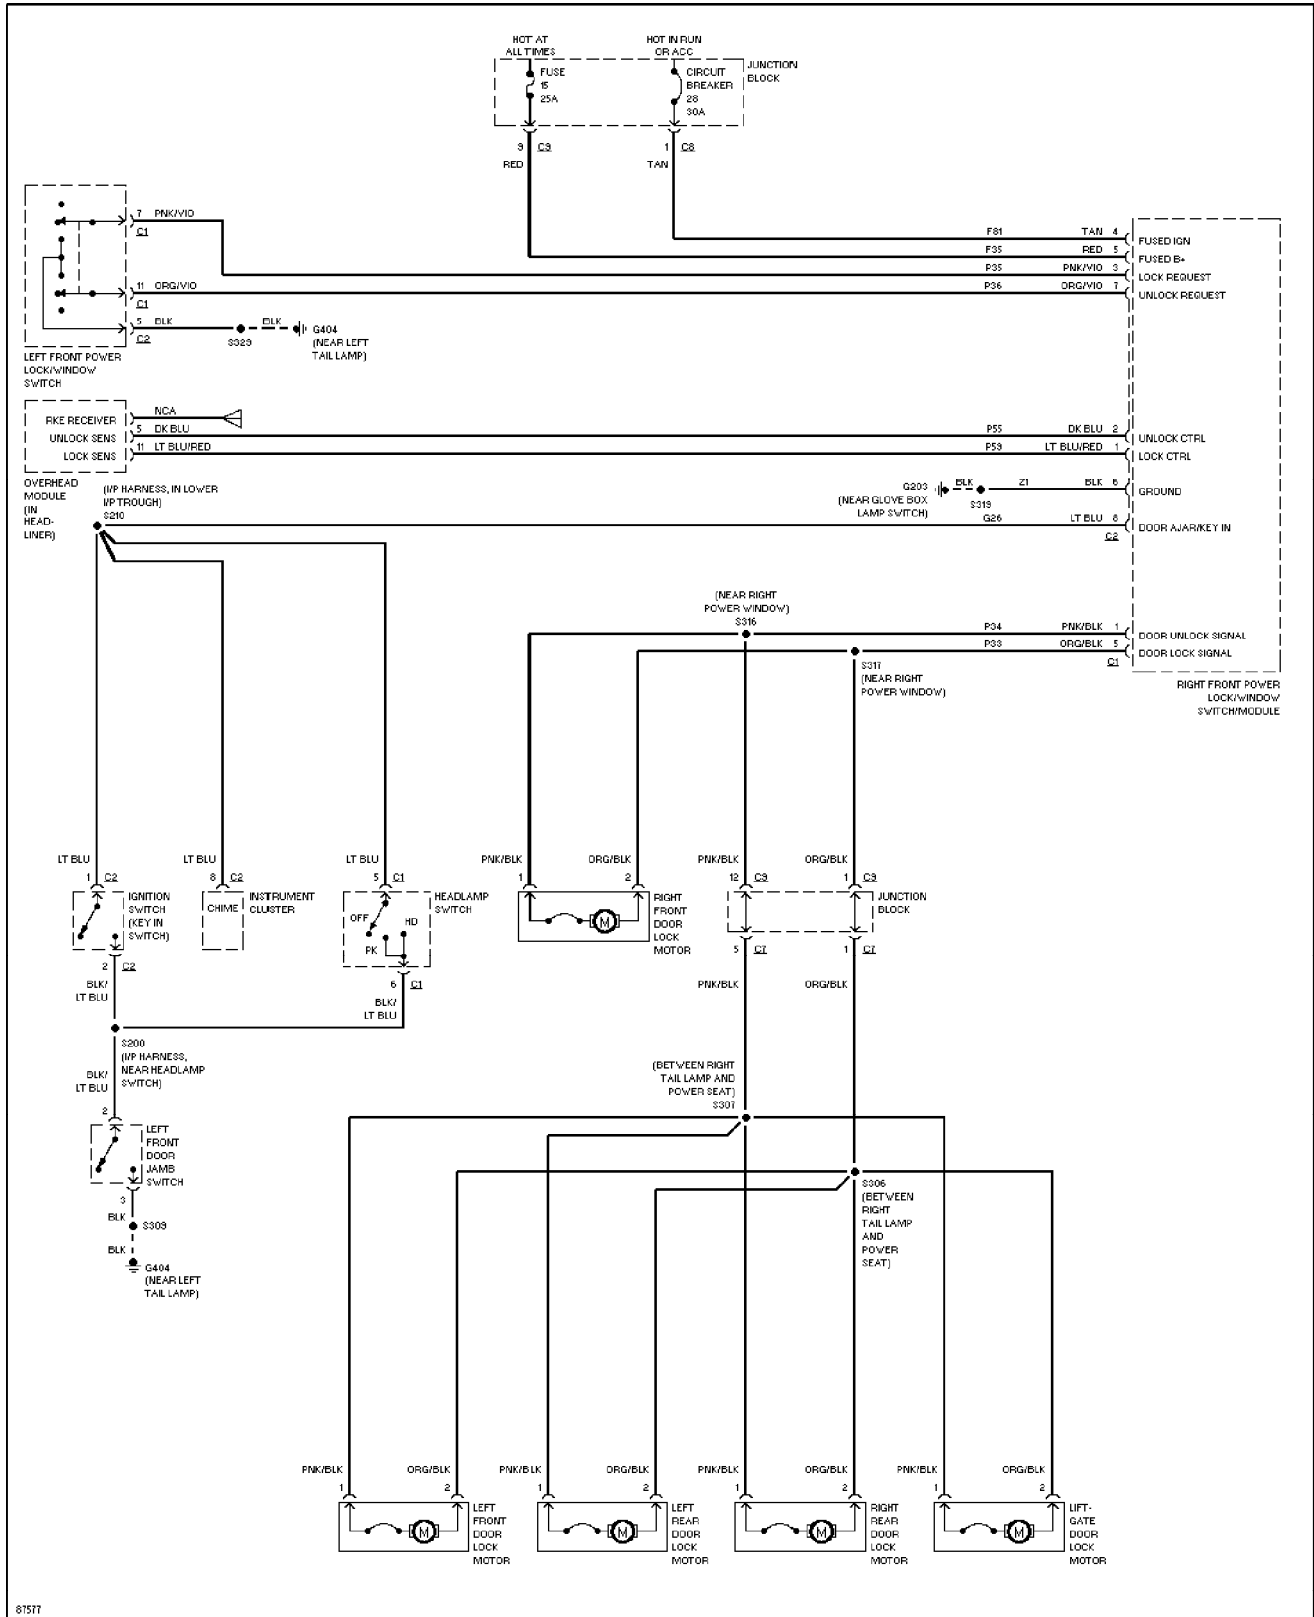 HOT AT
ALL TIMES
HOT IN RUN
OR ACC
FUSE
15
25A
CIRCUIT
BREAKER
28
30A
JUNCTION
BLOCK
9 C9
RED
1 C8
TAN
7 PNK/VIO
C1
11 ORG/VIO
C1
5 BLK
C2
BLK
S329
G404
(NEAR LEFT
TAIL LAMP)
LEFT FRONT POWER
LOCK/WINDOW
SWITCH
F81 TAN 4
FUSED IGN
F35 RED 5
FUSED B+
P35 PNK/VIO 3
LOCK REQUEST
P36 ORG/VIO 7
UNLOCK REQUEST
RKE RECEIVER
NCA
UNLOCK SENS
5 DK BLU
LOCK SENS
11 LT BLU/RED
OVERHEAD
MODULE
(IN
HEAD-
LINER)
P55 DK BLU 2
UNLOCK CTRL
P59 LT BLU/RED 1
LOCK CTRL
G203
(NEAR GLOVE BOX
LAMP SWITCH)
BLK
S319
Z1 BLK 6
GROUND
G26 LT BLU 8
C2
DOOR AJAR/KEY IN
(I/P HARNESS, IN LOWER
I/P TROUGH)
S210
(NEAR RIGHT
POWER WINDOW)
S316
P34 PNK/BLK 1
DOOR UNLOCK SIGNAL
P33 ORG/BLK 5
C1
DOOR LOCK SIGNAL
S317
(NEAR RIGHT
POWER WINDOW)
RIGHT FRONT POWER
LOCK/WINDOW
SWITCH/MODULE
LT BLU
1 C2
LT BLU
8 C2
LT BLU
5 C1
PNK/BLK
1
ORG/BLK
2
PNK/BLK
12 C9
ORG/BLK
1 C9
IGNITION
SWITCH
(KEY IN
SWITCH)
CHIME
INSTRUMENT
CLUSTER
OFF
HD
PK
HEADLAMP
SWITCH
M
RIGHT
FRONT
DOOR
LOCK
MOTOR
JUNCTION
BLOCK
2 C2
BLK/
LT BLU
6 C1
BLK/
LT BLU
5 C7
PNK/BLK
1 C7
ORG/BLK
S200
(I/P HARNESS,
NEAR HEADLAMP
SWITCH)
BLK/
LT BLU
2
LEFT
FRONT
DOOR
JAMB
SWITCH
3
BLK
S309
BLK
G404
(NEAR LEFT
TAIL LAMP)
(BETWEEN RIGHT
TAIL LAMP AND
POWER SEAT)
S307
S306
(BETWEEN
RIGHT
TAIL LAMP
AND
POWER
SEAT)
PNK/BLK
1
ORG/BLK
2
PNK/BLK
1
ORG/BLK
2
PNK/BLK
1
ORG/BLK
2
PNK/BLK
1
ORG/BLK
2
M
LEFT
FRONT
DOOR
LOCK
MOTOR
M
LEFT
REAR
DOOR
LOCK
MOTOR
M
RIGHT
REAR
DOOR
LOCK
MOTOR
M
LIFT-
GATE
DOOR
LOCK
MOTOR
87577